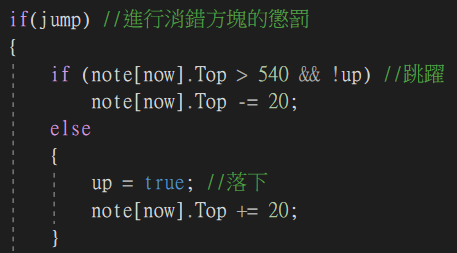 if(jump) //進行消錯方塊的懲罰
{
if (note[now].Top > 540 && !up) //跳躍
note[now].Top -= 20;
else
{
up = true; //落下
note[now].Top += 20;
}